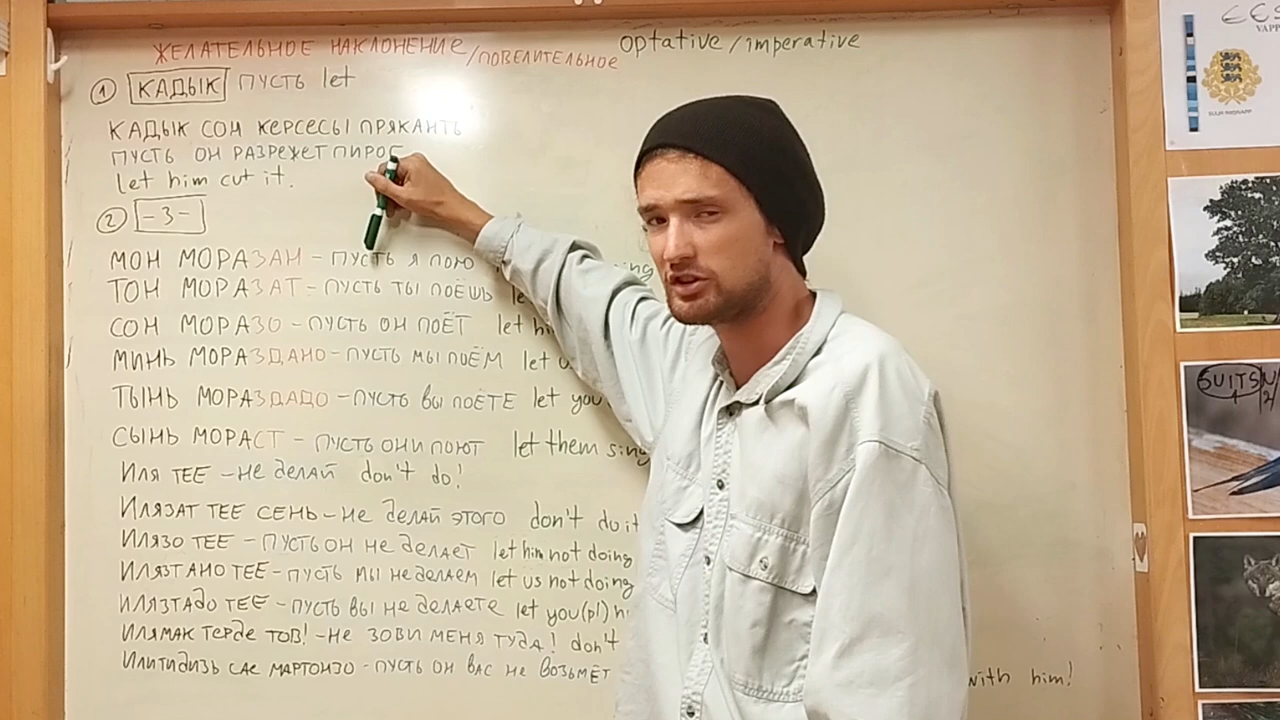 ЖЕЛАТЕЛЬНОЕ НАКЛОНЕНИЕ/ПОВЕЛИТЕЛЬНОЕ optative/imperative
1 КАДЫК ПУСТЬ let
КАДЫК СОН КЕРСЕСЫ ПРЯКАНТЬ
ПУСТЬ ОН РАЗРЕЖЕТ ПИРОГ
Let him cut it.
2 -З-
МОН МОРАЗАН - ПУСТЬ Я ПОЮ
ТОН МОРАЗАТ - ПУСТЬ ТЫ ПОЁШЬ
СОН МОРАЗО - ПУСТЬ ОН ПОЁТ let
МИНЬ МОРАЗДАНО - ПУСТЬ МЫ ПОЁМ let
ТЫНЬ МОРАЗДАДО - ПУСТЬ ВЫ ПОЁТЕ let you
СЫНЬ МОРАСТ - ПУСТЬ ОНИ ПОЮТ let them sing
ИЛЯ ТЕЕ - НЕ ДЕЛАЙ don't do!
ИЛЯЗАТ ТЕЕ СЕНЬ - НЕ ДЕЛАЙ ЭТОГО don't do it
ИЛЯЗО ТЕЕ - ПУСТЬ ОН НЕ ДЕЛАЕТ let him not doing
ИЛЯЗТАНО ТЕЕ - ПУСТЬ МЫ НЕ ДЕЛАЕМ let us not doing
ИЛЯЗТАДО ТЕЕ - ПУСТЬ ВЫ НЕ ДЕЛАЕТЕ let you(pl)
ИЛЯМАК ТЕРДЕ ТОВ! - НЕ ЗОВИ МЕНЯ ТУДА! don't
ИЛИТИДИЗЬ САЕ МАРТОНЗО - ПУСТЬ ОН ВАС НЕ ВОЗЬМЁТ with him!
SUITSU